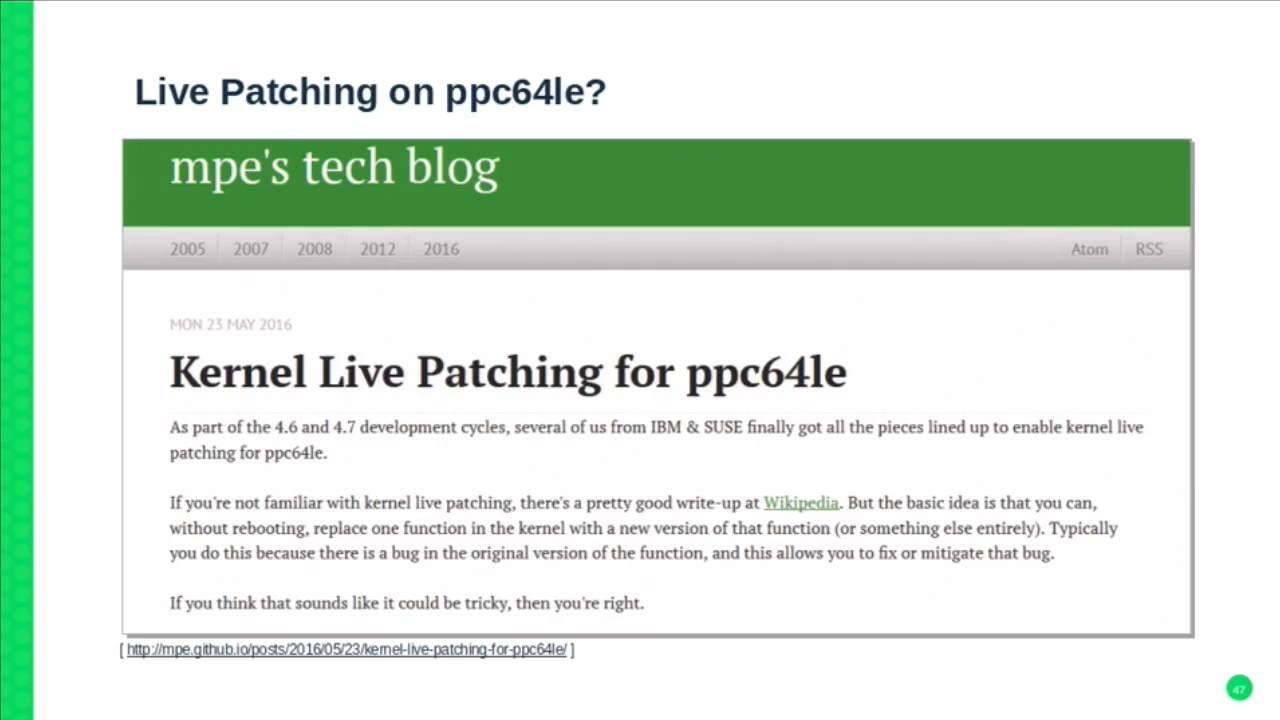 Live Patching on ppc64le?
mpe's tech blog
2005 2007 2008 2012 2016 Atom RSS
MON 23 MAY 2016
Kernel Live Patching for ppc64le
As part of the 4.6 and 4.7 development cycles, several of us from IBM & SUSE finally got all the pieces lined up to enable kernel live
patching for ppc64le.
If you're not familiar with kernel live patching, there's a pretty good write-up at Wikipedia. But the basic idea is that you can,
without rebooting, replace one function in the kernel with a new version of that function (or something else entirely). Typically
you do this because there is a bug in the original version of the function, and this allows you to fix or mitigate that bug.
If you think that sounds like it could be tricky, then you're right.
[ http://mpe.github.io/posts/2016/05/23/kernel-live-patching-for-ppc64le/ ]
47